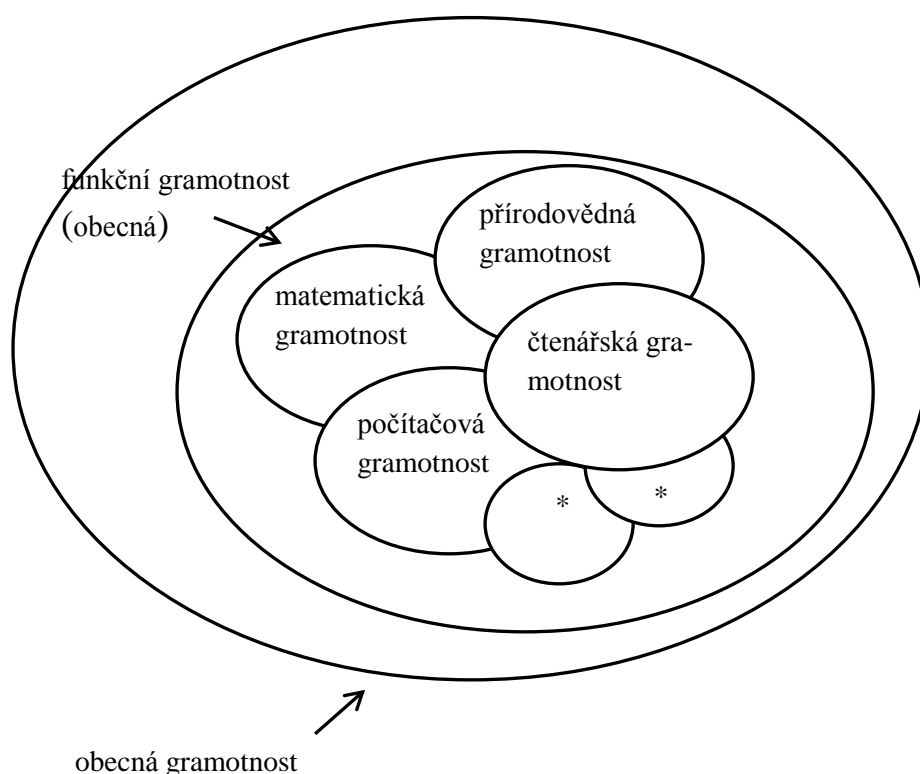 funkční gramotnost
(obecná)
přírodovědná
gramotnost
matematická
gramotnost
čtenářská gra-
motnost
počítačová
gramotnost
*
*
obecná gramotnost